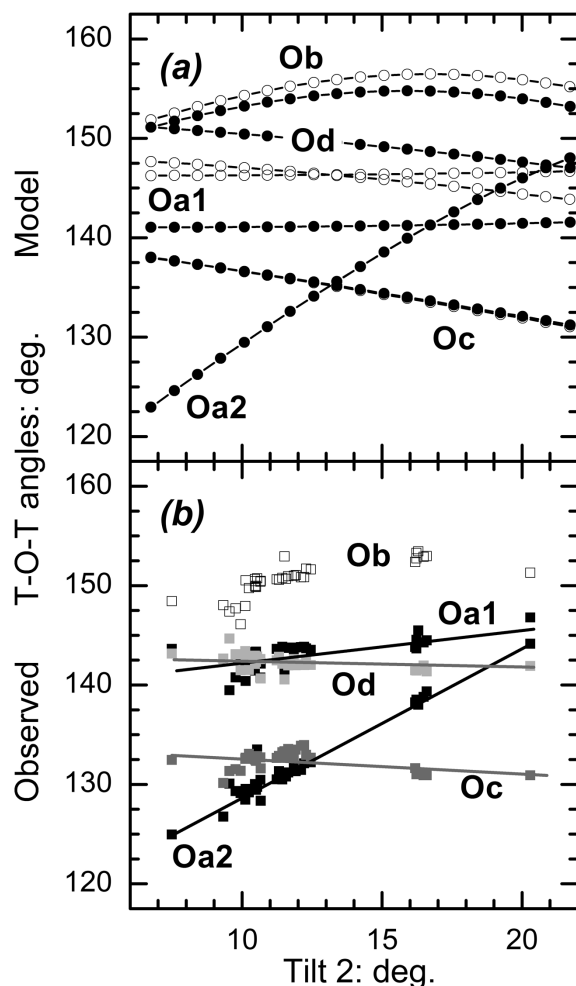 160
(a)
Ob
150
Od
Oa1
140
130
Oc
Oa2
120
160
(b)
Ob
150
Oa1
140
Od
130
Oc
Oa2
120
10 15 20
Tilt 2: deg.
Observed T-O-T angles: deg. Model